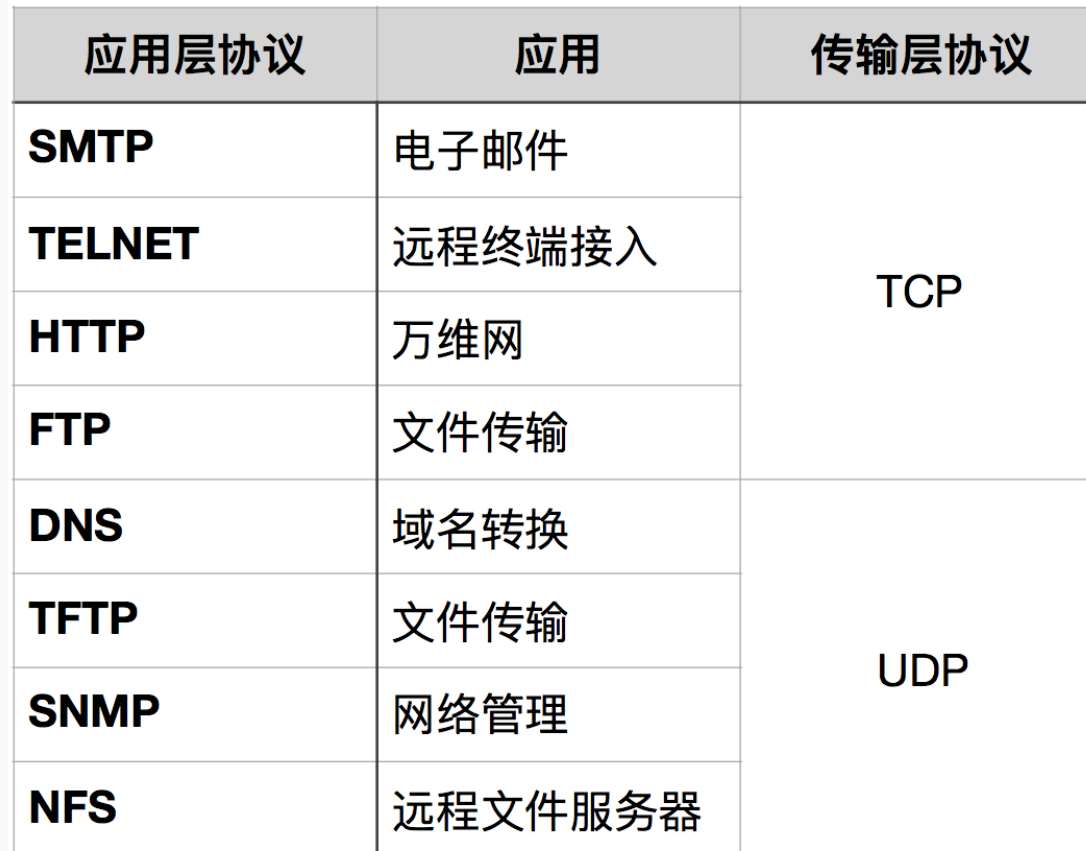 应用层协议 应用 传输层协议
SMTP 电子邮件
TELNET 远程终端接入
TCP
HTTP 万维网
FTP 文件传输
DNS 域名转换
TFTP 文件传输
UDP
SNMP 网络管理
NFS 远程文件服务器